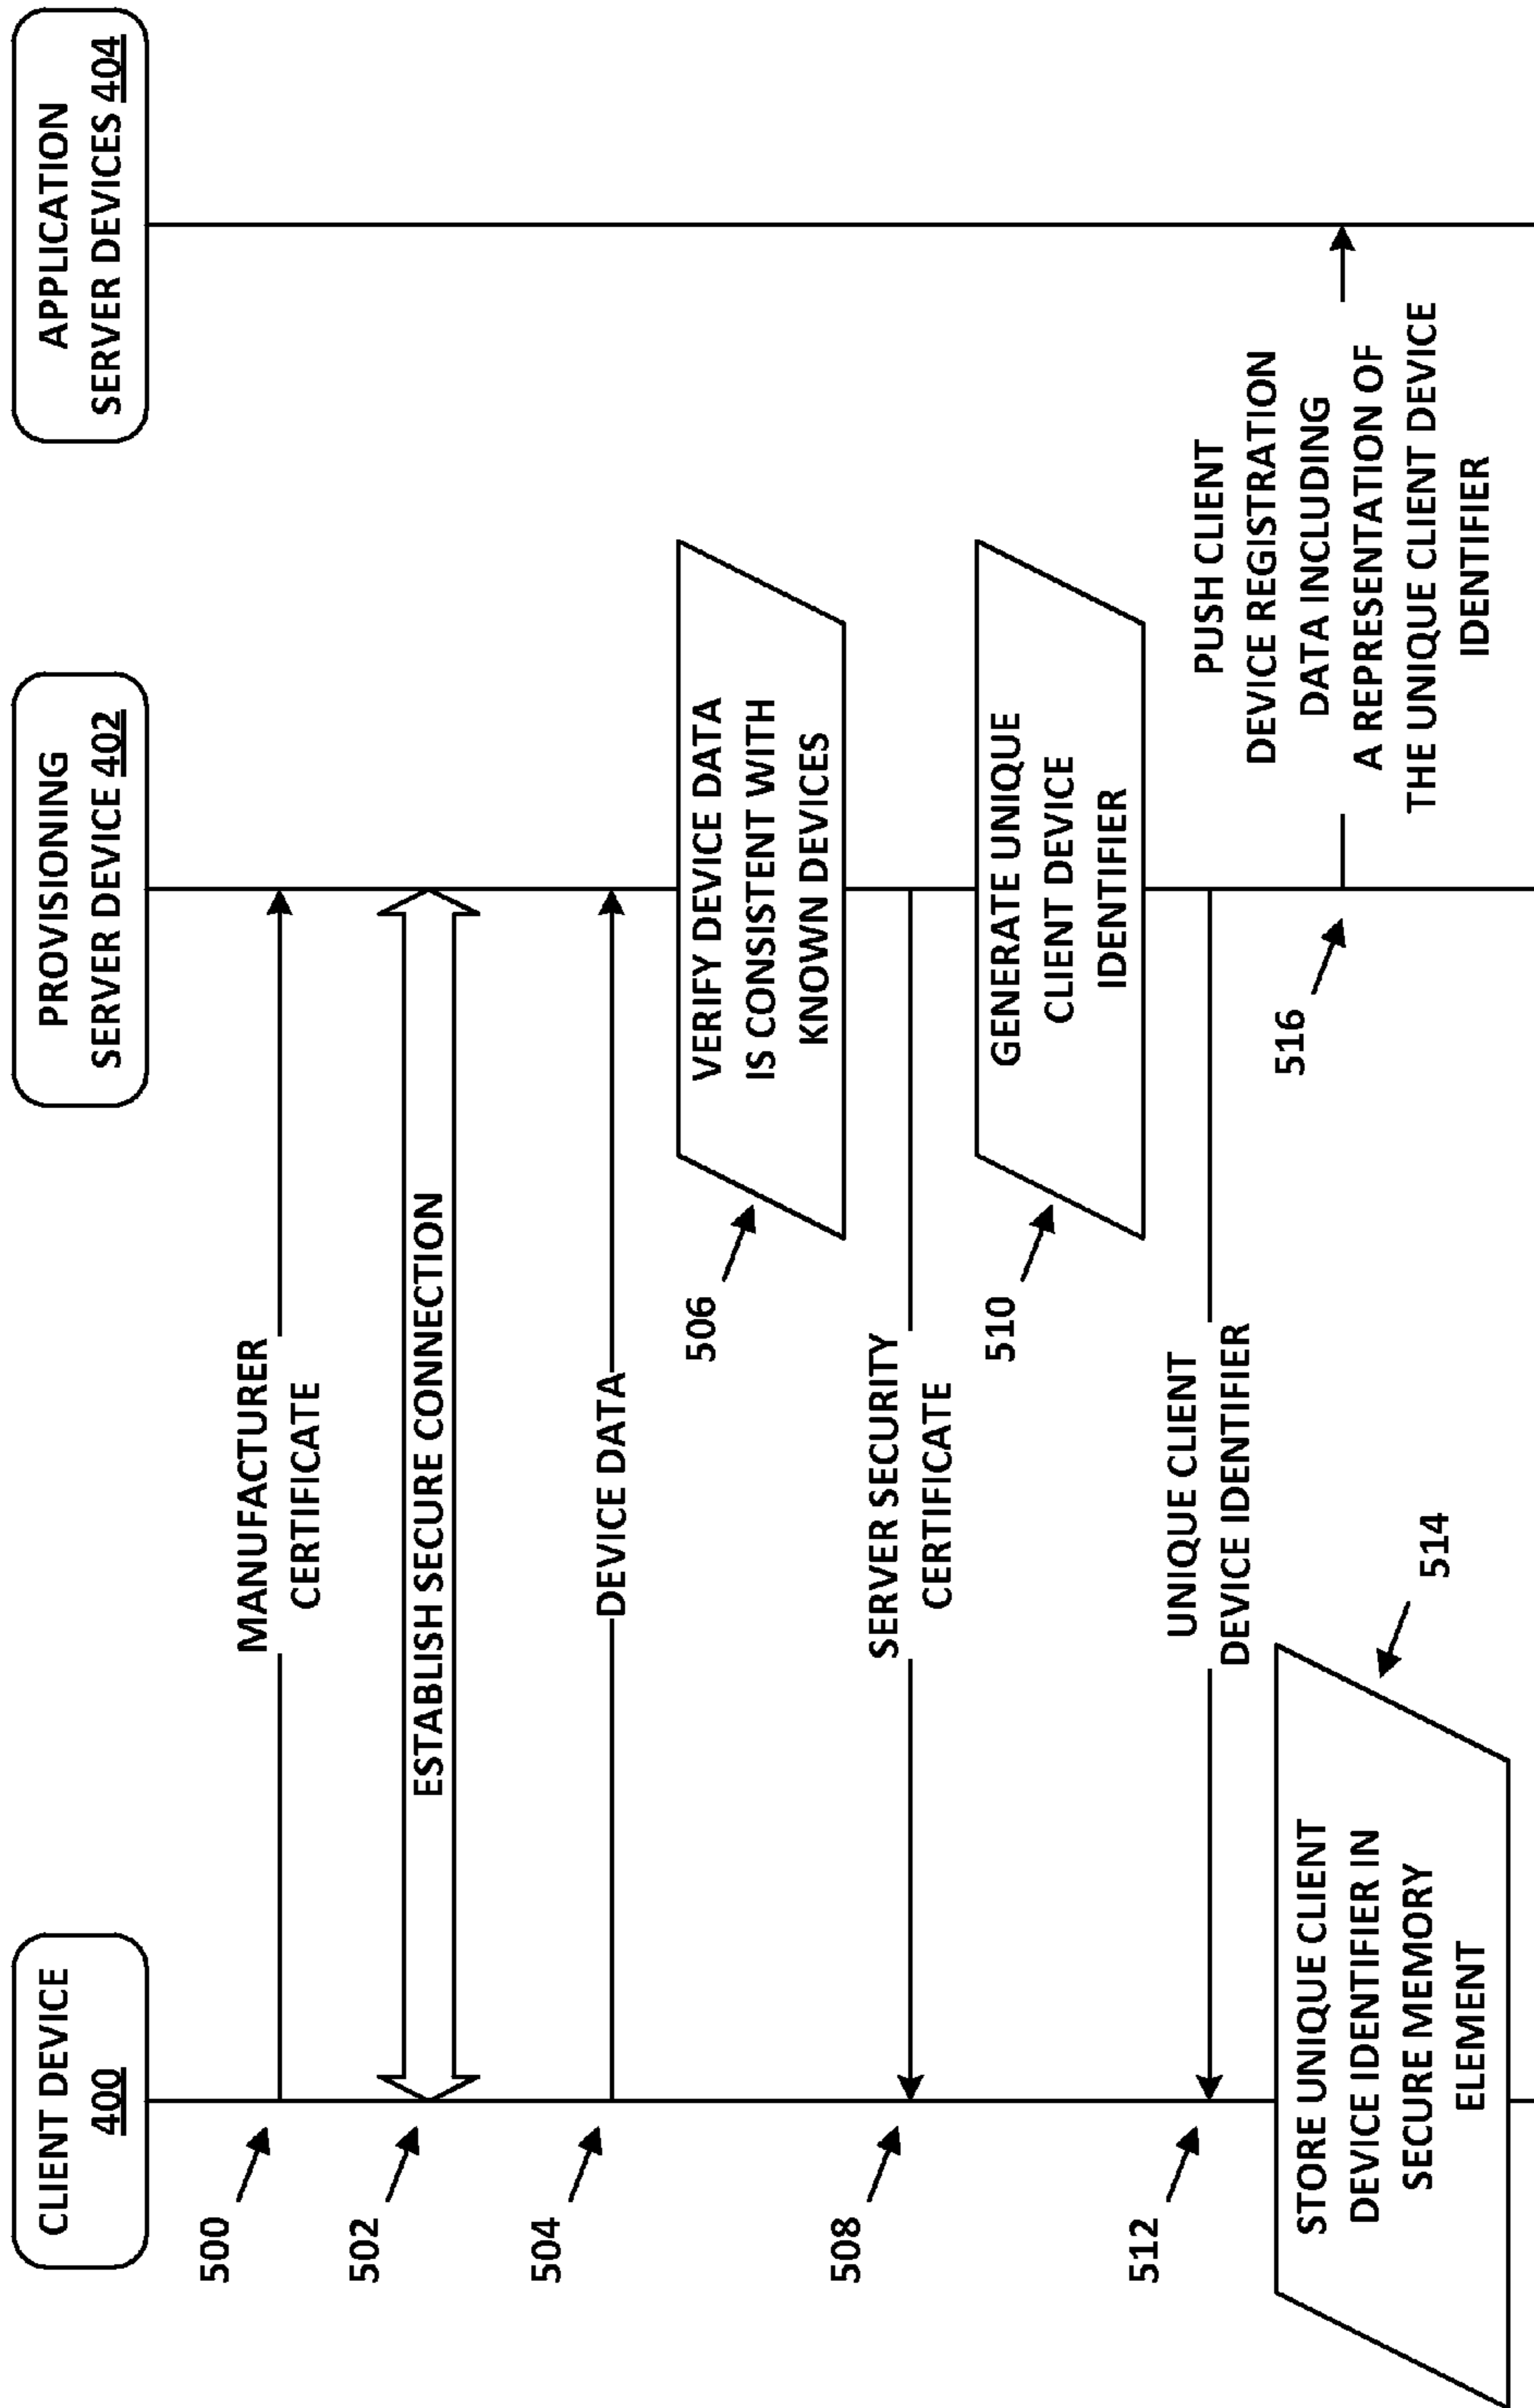 CLIENT DEVICE
400
PROVISIONING
SERVER DEVICE 402
APPLICATION
SERVER DEVICES 404
500
MANUFACTURER
CERTIFICATE
502
ESTABLISH SECURE CONNECTION
504
DEVICE DATA
506
VERIFY DEVICE DATA
IS CONSISTENT WITH
KNOWN DEVICES
508
SERVER SECURITY
CERTIFICATE
510
GENERATE UNIQUE
CLIENT DEVICE
IDENTIFIER
512
UNIQUE CLIENT
DEVICE IDENTIFIER
STORE UNIQUE CLIENT
DEVICE IDENTIFIER IN
SECURE MEMORY
ELEMENT
514
516
PUSH CLIENT
DEVICE REGISTRATION
DATA INCLUDING
A REPRESENTATION OF
THE UNIQUE CLIENT DEVICE
IDENTIFIER